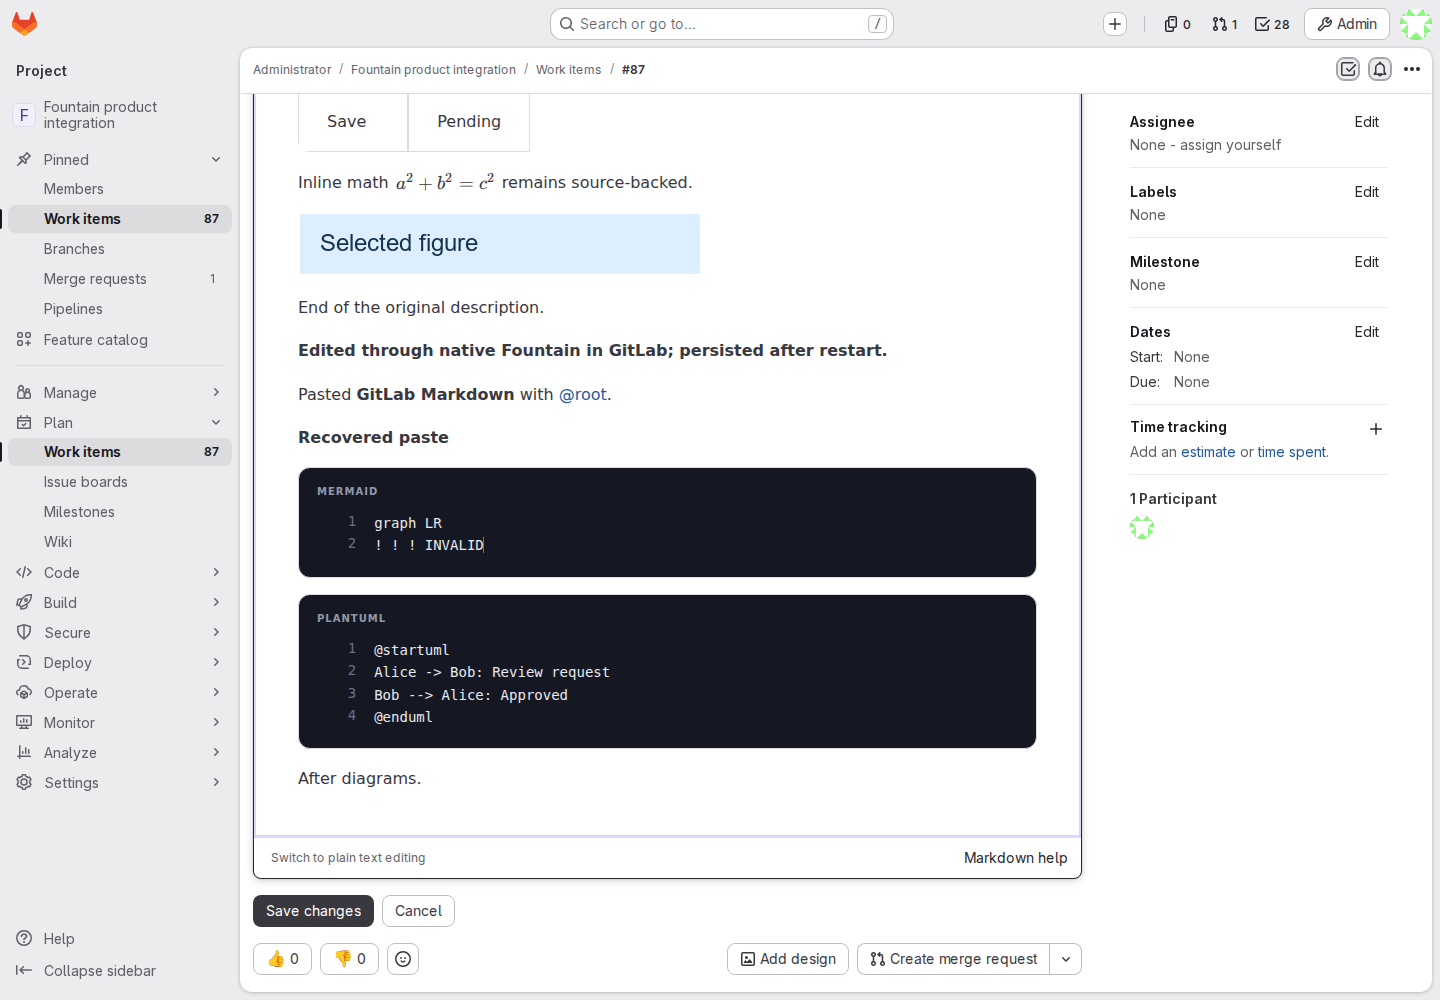 Search or go to...
/
0
1
28
Admin
Project
F
Fountain product
integration
Pinned
Members
Work items 87
Branches
Merge requests 1
Pipelines
Feature catalog
Manage
Plan
Work items 87
Issue boards
Milestones
Wiki
Code
Build
Secure
Deploy
Operate
Monitor
Analyze
Settings
Help
Collapse sidebar
Administrator / Fountain product integration / Work items / #87
Save Pending
Inline math a² + b² = c² remains source-backed.
Selected figure
End of the original description.
Edited through native Fountain in GitLab; persisted after restart.
Pasted GitLab Markdown with @root.
Recovered paste
MERMAID
1 graph LR
2 ! ! ! INVALID
PLANTUML
1 @startuml
2 Alice -> Bob: Review request
3 Bob --> Alice: Approved
4 @enduml
After diagrams.
Switch to plain text editing
Markdown help
Save changes
Cancel
👍 0
👎 0
Add design
Create merge request
Assignee Edit
None - assign yourself
Labels Edit
None
Milestone Edit
None
Dates Edit
Start: None
Due: None
Time tracking
Add an estimate or time spent.
1 Participant